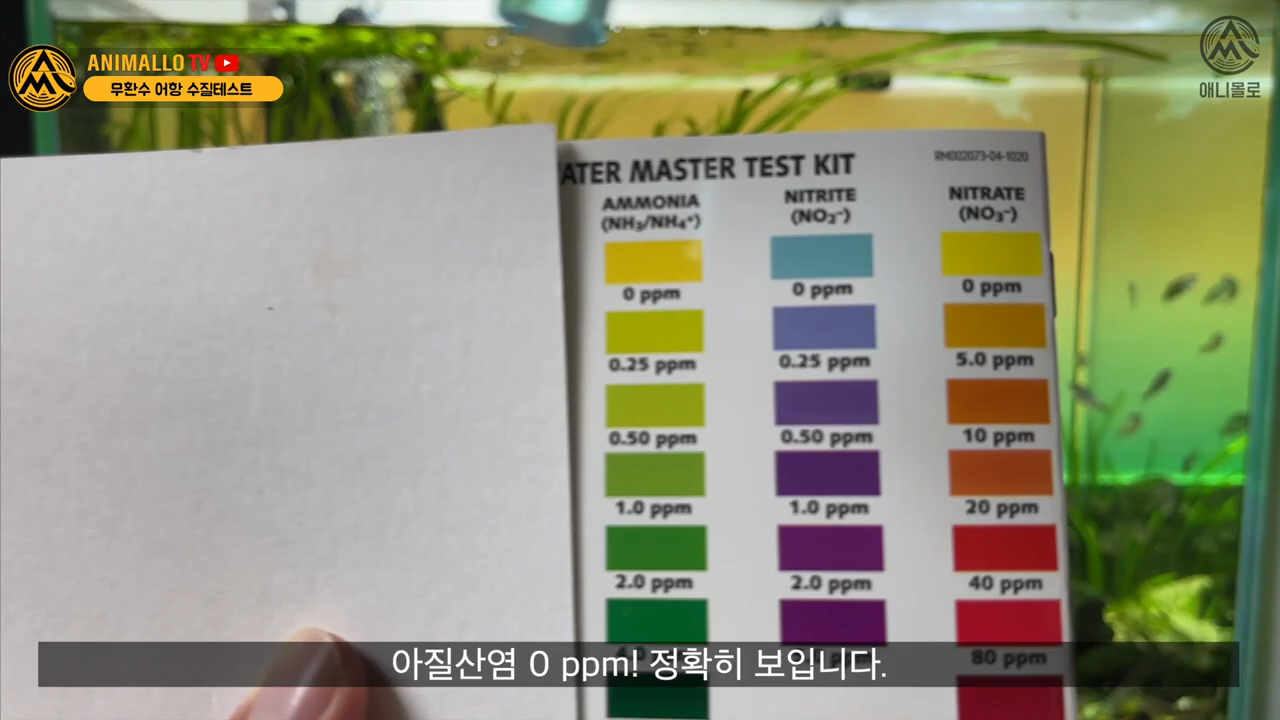 ANIMALLO TV
무환수 어항 수질테스트
애니몰로
ATER MASTER TEST KIT
RM002073-04-1020
AMMONIA
(NH₃/NH₄⁺)
NITRITE
(NO₂⁻)
NITRATE
(NO₃⁻)
0 ppm
0 ppm
0 ppm
0.25 ppm
0.25 ppm
5.0 ppm
0.50 ppm
0.50 ppm
10 ppm
1.0 ppm
1.0 ppm
20 ppm
2.0 ppm
2.0 ppm
40 ppm
80 ppm
아질산염 0 ppm! 정확히 보입니다.